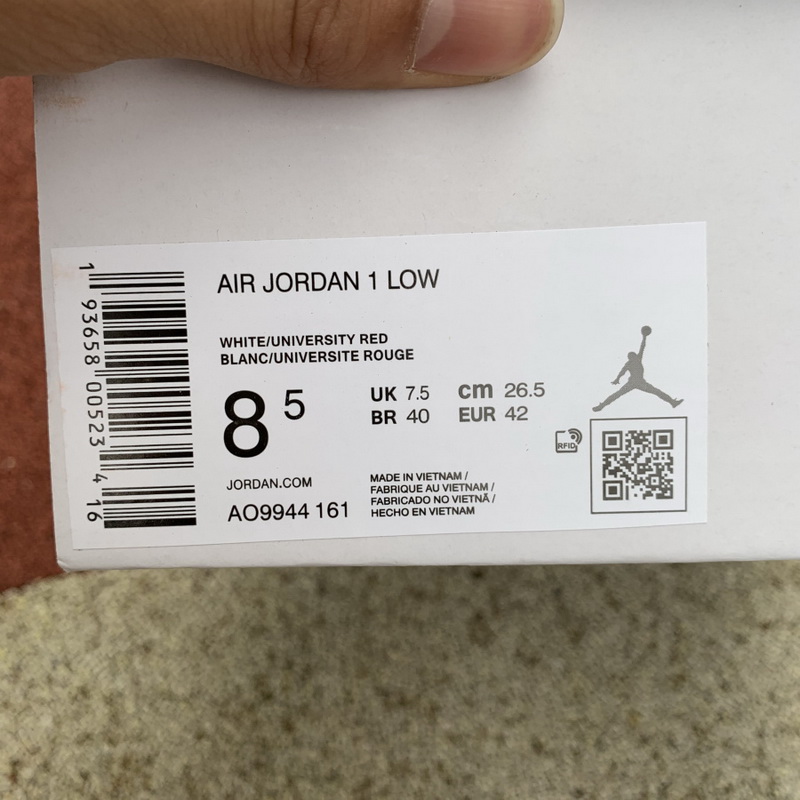 AIR JORDAN 1 LOW
WHITE/UNIVERSITY RED
BLANC/UNIVERSITE ROUGE
8 5
UK 7.5 cm 26.5
BR 40 EUR 42
RFID
JORDAN.COM
AO9944 161
MADE IN VIETNAM /
FABRIQUE AU VIETNAM /
FABRICADO NO VIETNÃ /
HECHO EN VIETNAM
1 93658 00523 4 16